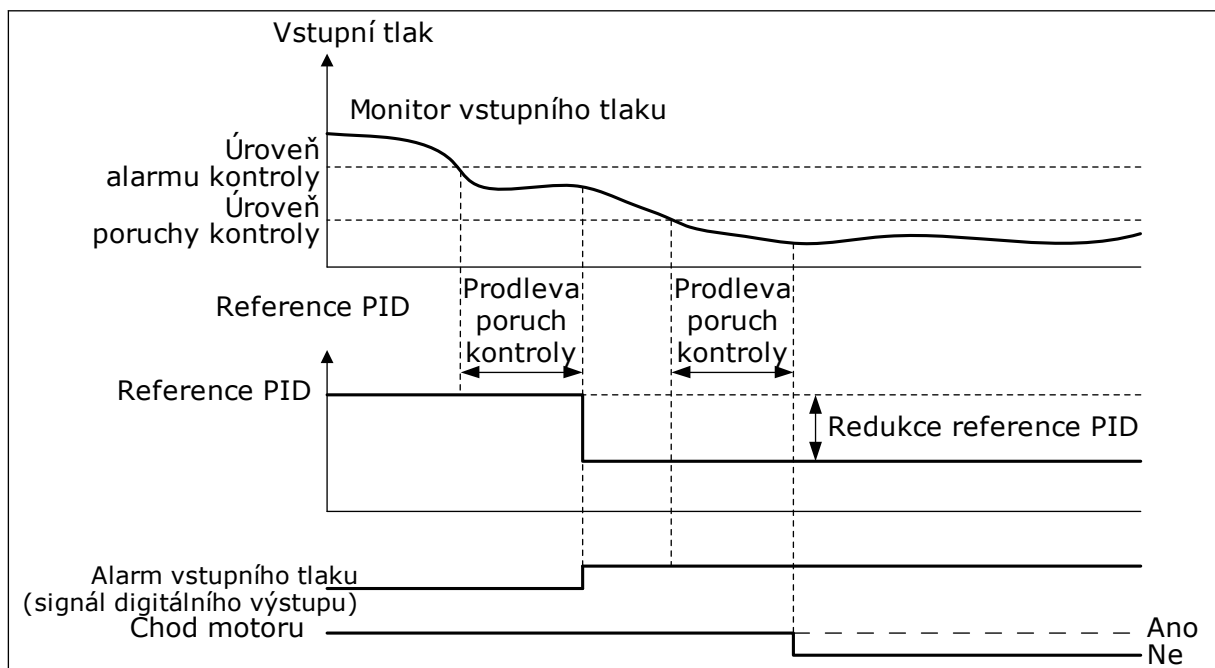 Vstupní tlak
Monitor vstupního tlaku
Úroveň
alarmu kontroly
Úroveň
poruchy kontroly
Reference PID
Prodleva
poruch
kontroly
Prodleva
poruch
kontroly
Reference PID
Redukce reference PID
Alarm vstupního tlaku
(signál digitálního výstupu)
Chod motoru
Ano
Ne